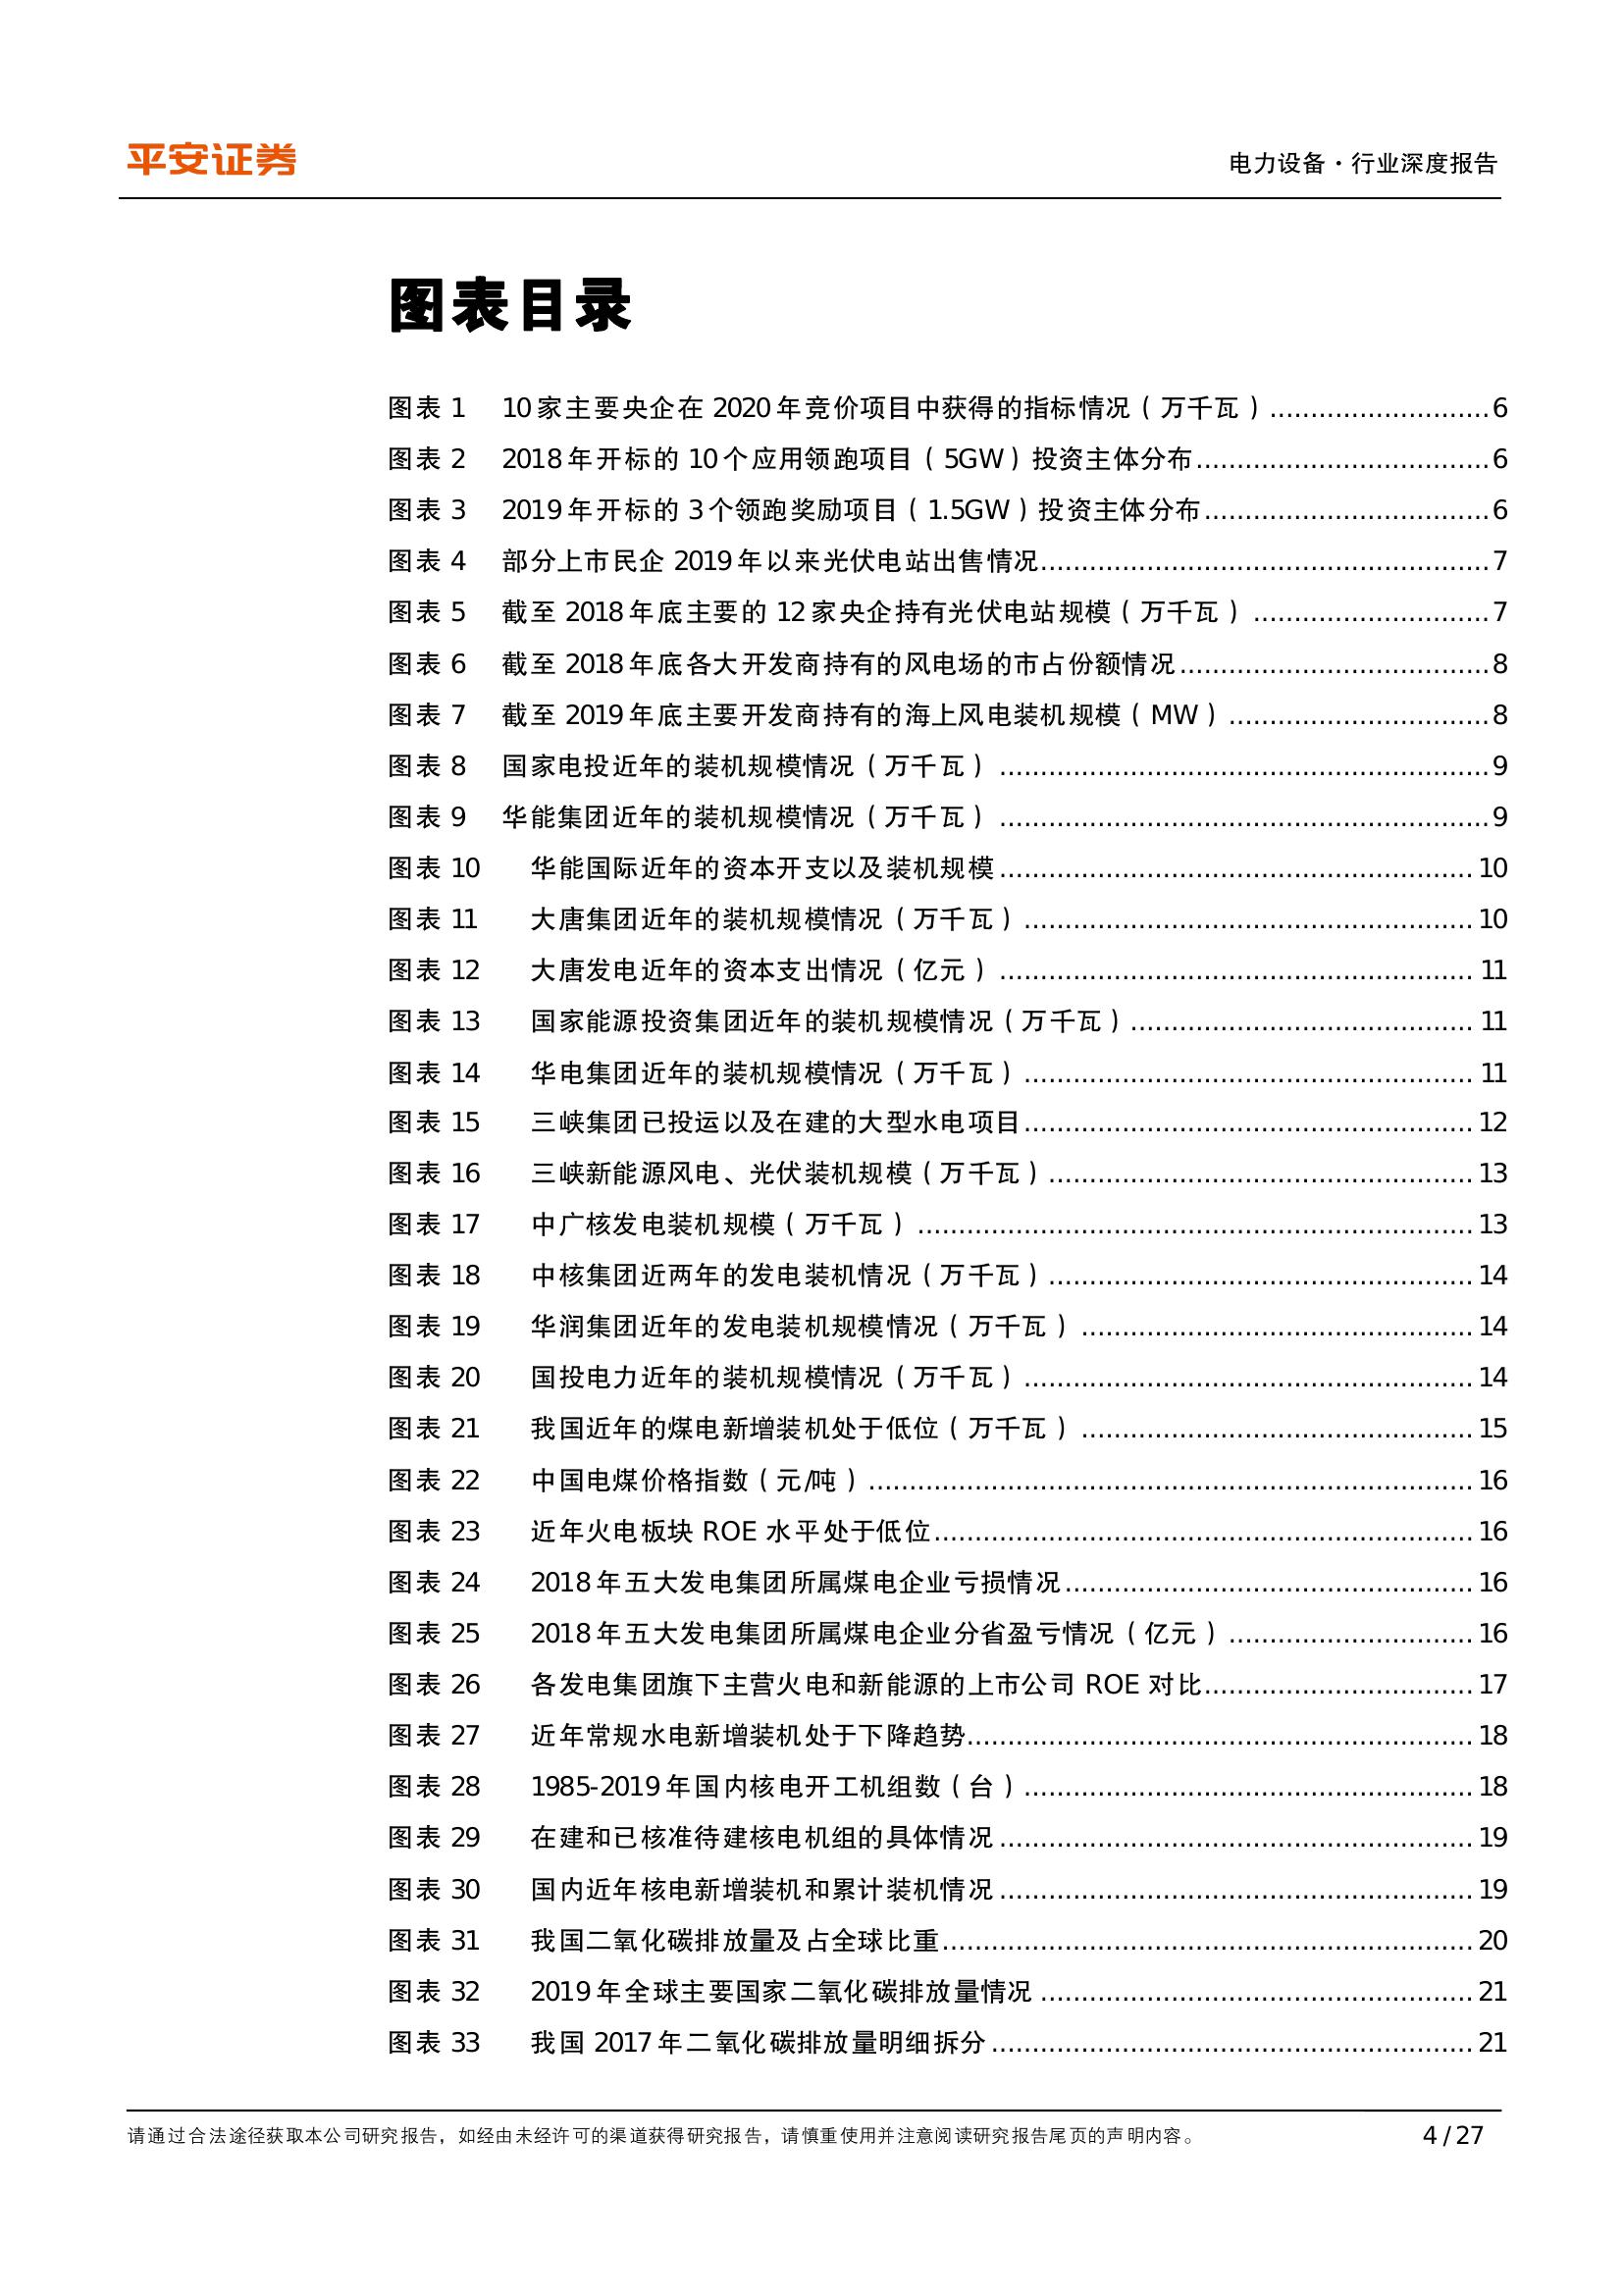 平安证券
电力设备·行业深度报告
图表目录
图表 1 10家主要央企在 2020年竞价项目中获得的指标情况（万千瓦）...........................6
图表 2 2018年开标的 10个应用领跑项目（5GW）投资主体分布....................................6
图表 3 2019年开标的 3个领跑奖励项目（1.5GW）投资主体分布...................................6
图表 4 部分上市民企 2019年以来光伏电站出售情况.......................................................7
图表 5 截至 2018年底主要的 12家央企持有光伏电站规模（万千瓦）.............................7
图表 6 截至 2018年底各大开发商持有的风电场的市占份额情况......................................8
图表 7 截至 2019年底主要开发商持有的海上风电装机规模（MW）................................8
图表 8 国家电投近年的装机规模情况（万千瓦）............................................................9
图表 9 华能集团近年的装机规模情况（万千瓦）............................................................9
图表 10 华能国际近年的资本开支以及装机规模..........................................................10
图表 11 大唐集团近年的装机规模情况（万千瓦）.......................................................10
图表 12 大唐发电近年的资本支出情况（亿元）..........................................................11
图表 13 国家能源投资集团近年的装机规模情况（万千瓦）..........................................11
图表 14 华电集团近年的装机规模情况（万千瓦）.......................................................11
图表 15 三峡集团已投运以及在建的大型水电项目.......................................................12
图表 16 三峡新能源风电、光伏装机规模（万千瓦）....................................................13
图表 17 中广核发电装机规模（万千瓦）....................................................................13
图表 18 中核集团近两年的发电装机情况（万千瓦）....................................................14
图表 19 华润集团近年的发电装机规模情况（万千瓦）................................................14
图表 20 国投电力近年的装机规模情况（万千瓦）.......................................................14
图表 21 我国近年的煤电新增装机处于低位（万千瓦）................................................15
图表 22 中国电煤价格指数（元/吨）..........................................................................16
图表 23 近年火电板块 ROE 水平处于低位..................................................................16
图表 24 2018年五大发电集团所属煤电企业亏损情况..................................................16
图表 25 2018年五大发电集团所属煤电企业分省盈亏情况（亿元）..............................16
图表 26 各发电集团旗下主营火电和新能源的上市公司 ROE 对比.................................17
图表 27 近年常规水电新增装机处于下降趋势..............................................................18
图表 28 1985-2019年国内核电开工机组数（台）.......................................................18
图表 29 在建和已核准待建核电机组的具体情况..........................................................19
图表 30 国内近年核电新增装机和累计装机情况..........................................................19
图表 31 我国二氧化碳排放量及占全球比重.................................................................20
图表 32 2019年全球主要国家二氧化碳排放量情况.....................................................21
图表 33 我国 2017年二氧化碳排放量明细拆分...........................................................21
请通过合法途径获取本公司研究报告，如经由未经许可的渠道获得研究报告，请慎重使用并注意阅读研究报告尾页的声明内容。
4 / 27